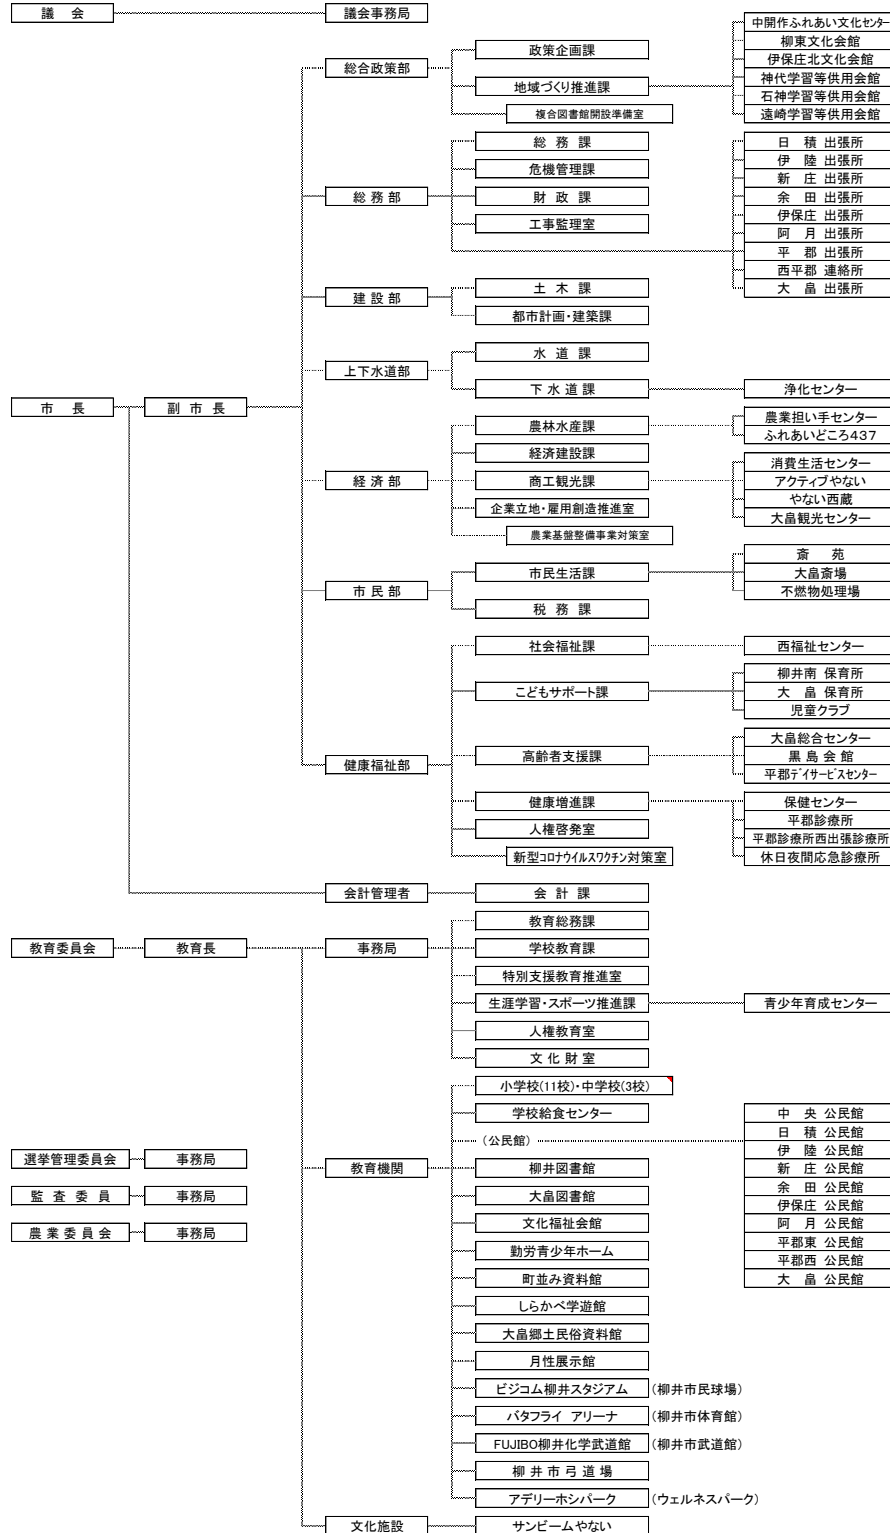 議　会
議会事務局
総合政策部
政策企画課
地域づくり推進課
複合図書館開設準備室
中開作ふれあい文化センター
柳東文化会館
伊保庄北文化会館
神代学習等供用会館
石神学習等供用会館
遠崎学習等供用会館
総 務 部
総 務 課
危機管理課
財 政 課
工事監理室
日　積 出張所
伊　陸 出張所
新　庄 出張所
余　田 出張所
伊保庄 出張所
阿　月 出張所
平　郡 出張所
西平郡 連絡所
大　畠 出張所
建 設 部
土 木 課
都市計画・建築課
上下水道部
水 道 課
下 水 道 課
浄化センター
市　長
副 市 長
経 済 部
農林水産課
経済建設課
商工観光課
企業立地・雇用創造推進室
農業基盤整備事業対策室
農業担い手センター
ふれあいどころ437
消費生活センター
アクティブやない
やない西蔵
大畠観光センター
市 民 部
市民生活課
税 務 課
斎　苑
大畠斎場
不燃物処理場
健康福祉部
社会福祉課
西福祉センター
こどもサポート課
柳井南 保育所
大 畠 保育所
児童クラブ
高齢者支援課
大畠総合センター
黒 島 会 館
平郡デイサービスセンター
健康増進課
人権啓発室
新型コロナウイルスワクチン対策室
保健センター
平郡診療所
平郡診療所西出張診療所
休日夜間応急診療所
会計管理者
会 計 課
教育委員会
教育長
事務局
教育総務課
学校教育課
特別支援教育推進室
生涯学習・スポーツ推進課
青少年育成センター
人権教育室
文 化 財 室
教育機関
小学校(11校)・中学校(3校)
学校給食センター
(公民館)
中　央 公民館
日　積 公民館
伊　陸 公民館
新　庄 公民館
余　田 公民館
伊保庄 公民館
阿　月 公民館
平郡東 公民館
平郡西 公民館
大　畠 公民館
柳井図書館
大畠図書館
文化福祉会館
勤労青少年ホーム
町並み資料館
しらかべ学遊館
大畠郷土民俗資料館
月性展示館
ビジコム柳井スタジアム (柳井市民球場)
バタフライ アリーナ (柳井市体育館)
FUJIBO柳井化学武道館 (柳井市武道館)
柳 井 市 弓 道 場
アデリーホシパーク (ウェルネスパーク)
文化施設
サンビームやない
選挙管理委員会
事務局
監 査 委 員
事務局
農 業 委 員 会
事務局